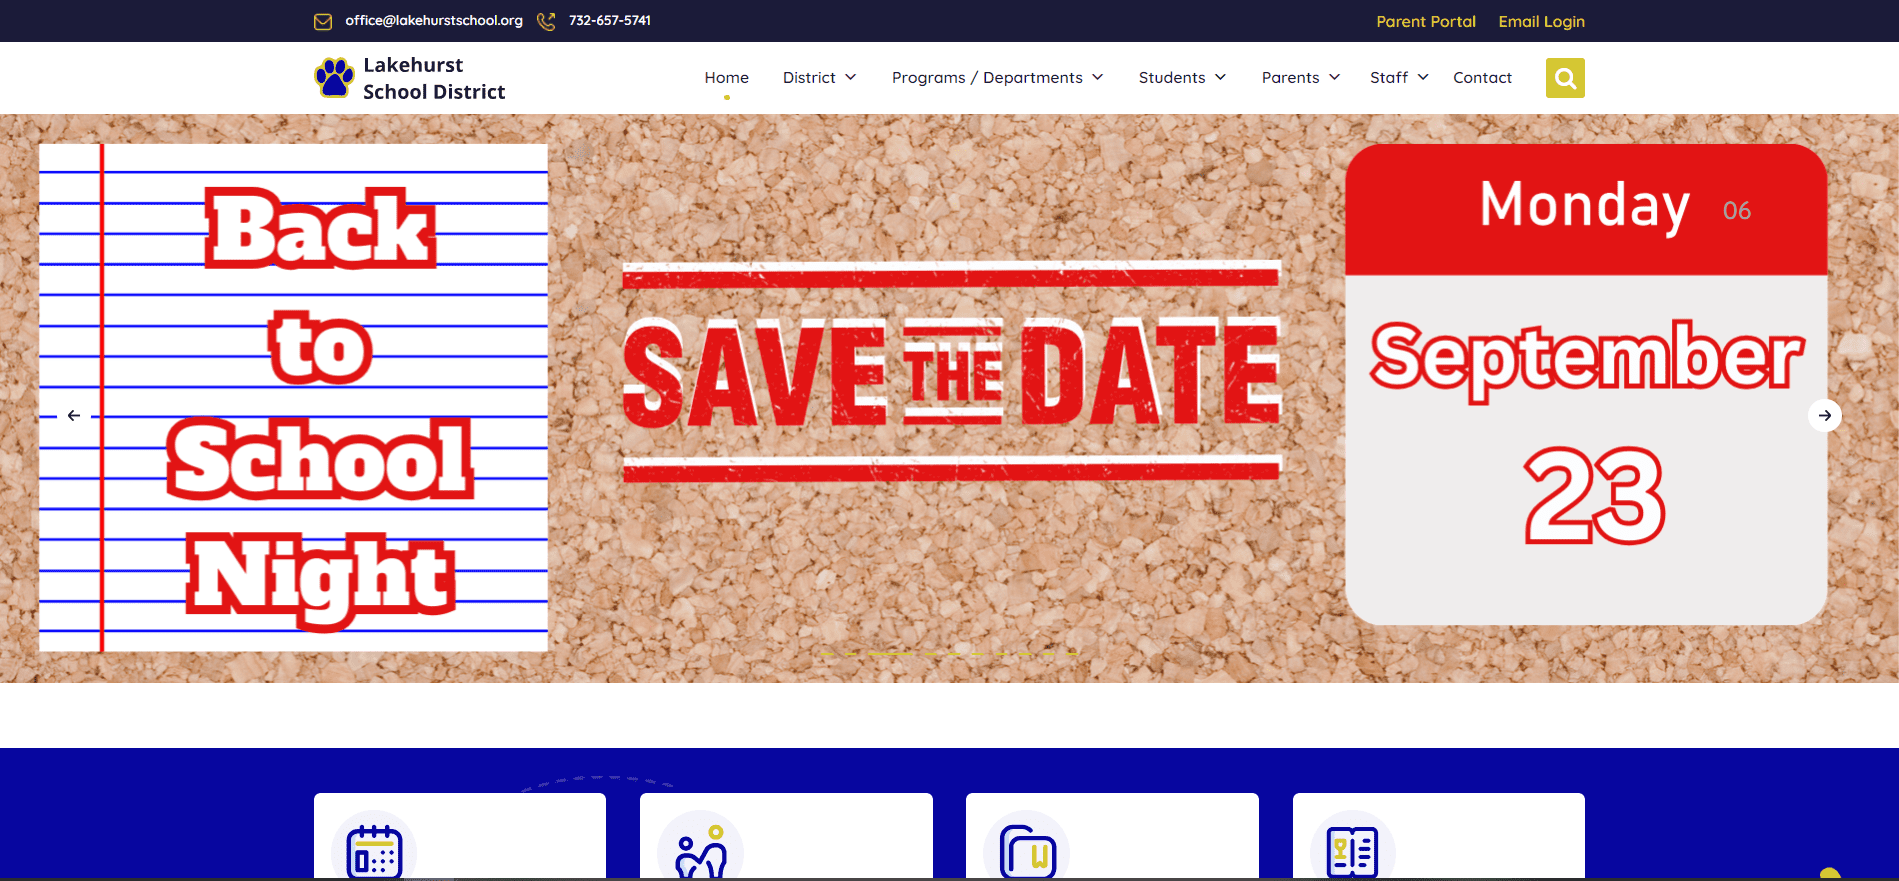 office@lakehurstschool.org 732-657-5741 Parent Portal Email Login
Lakehurst
School District
Home District Programs / Departments Students Parents Staff Contact
Back
to
School
Night
SAVE THE DATE
Monday 06
September
23
W